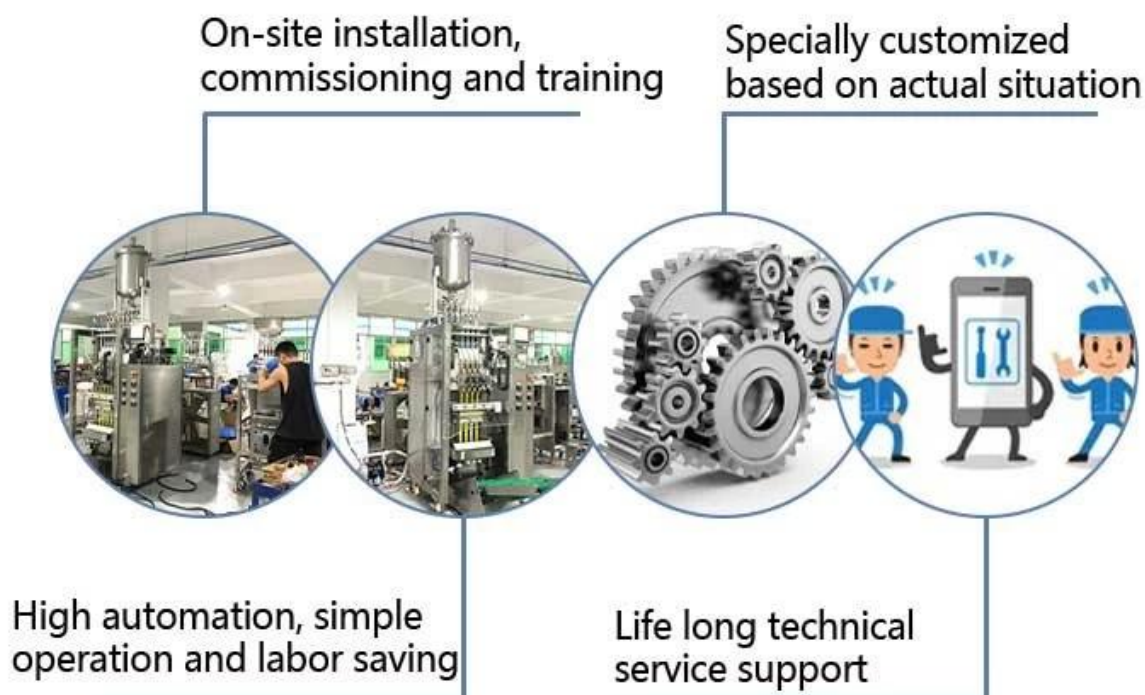 On-site installation,
commissioning and training
Specially customized
based on actual situation
High automation, simple
operation and labor saving
Life long technical
service support